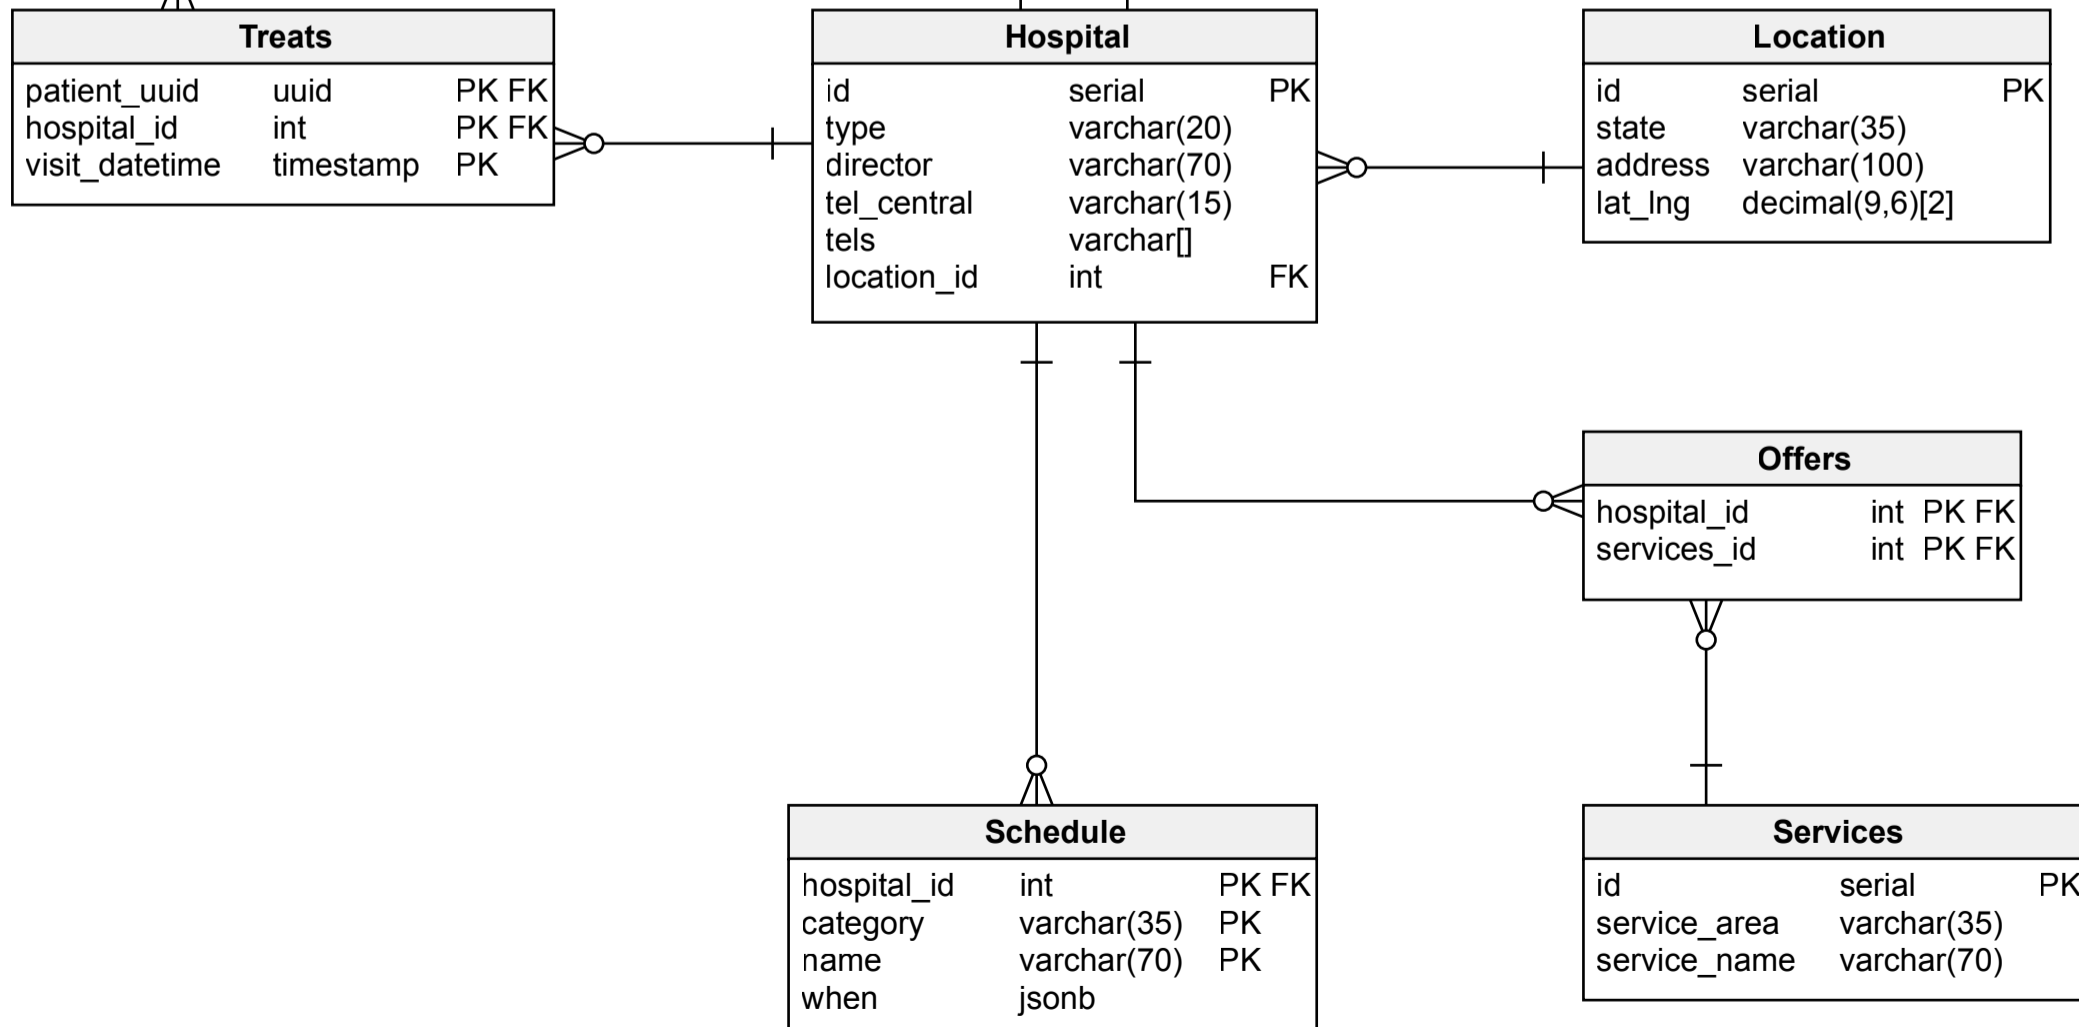 Treats
patient_uuid uuid PK FK
hospital_id int PK FK
visit_datetime timestamp PK
Hospital
id serial PK
type varchar(20)
director varchar(70)
tel_central varchar(15)
tels varchar[]
location_id int FK
Location
id serial PK
state varchar(35)
address varchar(100)
lat_lng decimal(9,6)[2]
Offers
hospital_id int PK FK
services_id int PK FK
Schedule
hospital_id int PK FK
category varchar(35) PK
name varchar(70) PK
when jsonb
Services
id serial PK
service_area varchar(35)
service_name varchar(70)